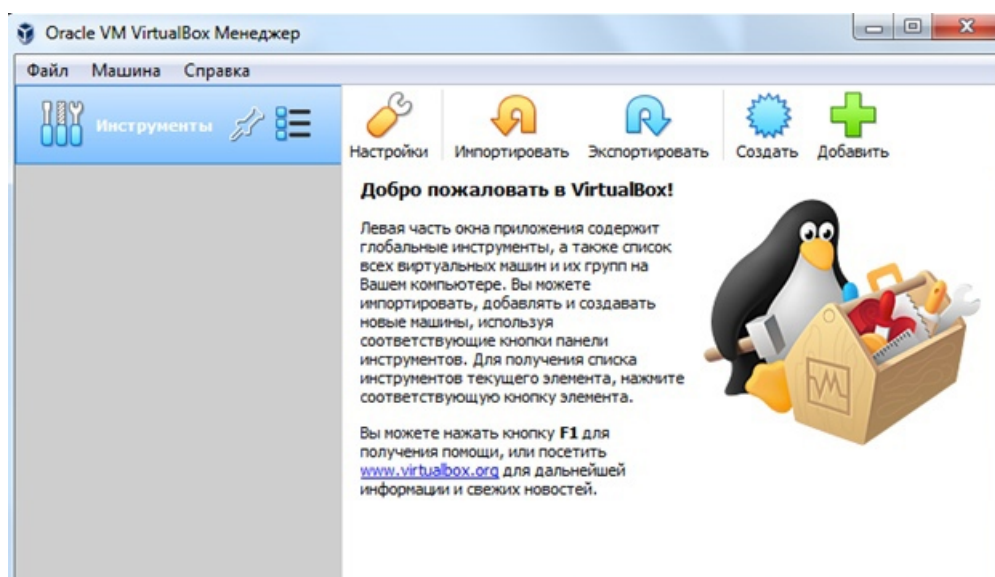 Oracle VM VirtualBox Менеджер
Файл Машина Справка
Инструменты
Настройки Импортировать Экспортировать Создать Добавить
Добро пожаловать в VirtualBox!
Левая часть окна приложения содержит
глобальные инструменты, а также список
всех виртуальных машин и их групп на
Вашем компьютере. Вы можете
импортировать, добавлять и создавать
новые машины, используя
соответствующие кнопки панели
инструментов. Для получения списка
инструментов текущего элемента, нажмите
соответствующую кнопку элемента.
Вы можете нажать кнопку F1 для
получения помощи, или посетить
www.virtualbox.org для дальнейшей
информации и свежих новостей.